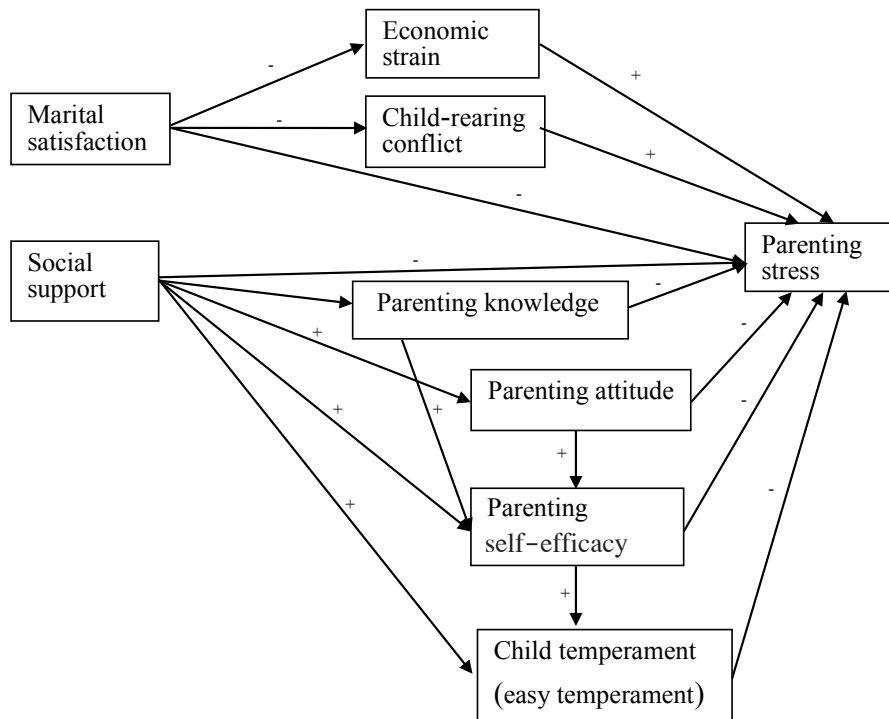 Economic
strain
-
+
Marital
satisfaction
-
Child-rearing
conflict
+
-
Parenting
stress
Social
support
-
-
Parenting knowledge
+
-
Parenting attitude
+
+
-
+
Parenting
self-efficacy
-
+
+
Child temperament
(easy temperament)